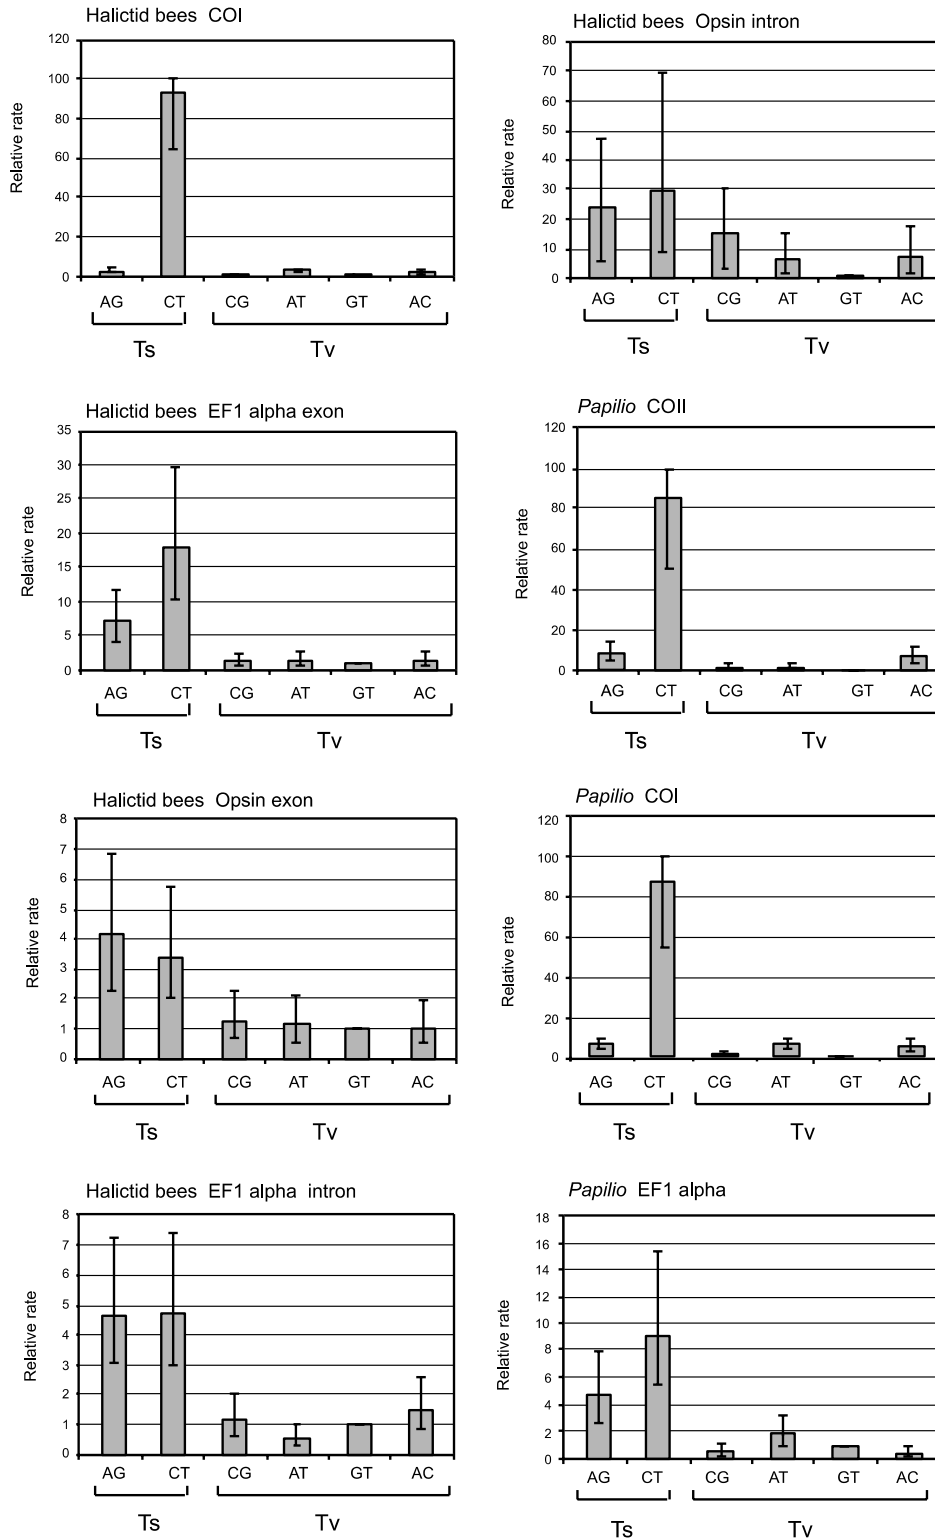 Halictid bees COI
Relative rate
120
100
80
60
40
20
0
AG CT CG AT GT AC
Ts Tv
Halictid bees Opsin intron
Relative rate
80
70
60
50
40
30
20
10
0
AG CT CG AT GT AC
Ts Tv
Halictid bees EF1 alpha exon
Relative rate
35
30
25
20
15
10
5
0
AG CT CG AT GT AC
Ts Tv
Papilio COII
Relative rate
120
100
80
60
40
20
0
AG CT CG AT GT AC
Ts Tv
Halictid bees Opsin exon
Relative rate
8
7
6
5
4
3
2
1
0
AG CT CG AT GT AC
Ts Tv
Papilio COI
Relative rate
120
100
80
60
40
20
0
AG CT CG AT GT AC
Ts Tv
Halictid bees EF1 alpha intron
Relative rate
8
7
6
5
4
3
2
1
0
AG CT CG AT GT AC
Ts Tv
Papilio EF1 alpha
Relative rate
18
16
14
12
10
8
6
4
2
0
AG CT CG AT GT AC
Ts Tv